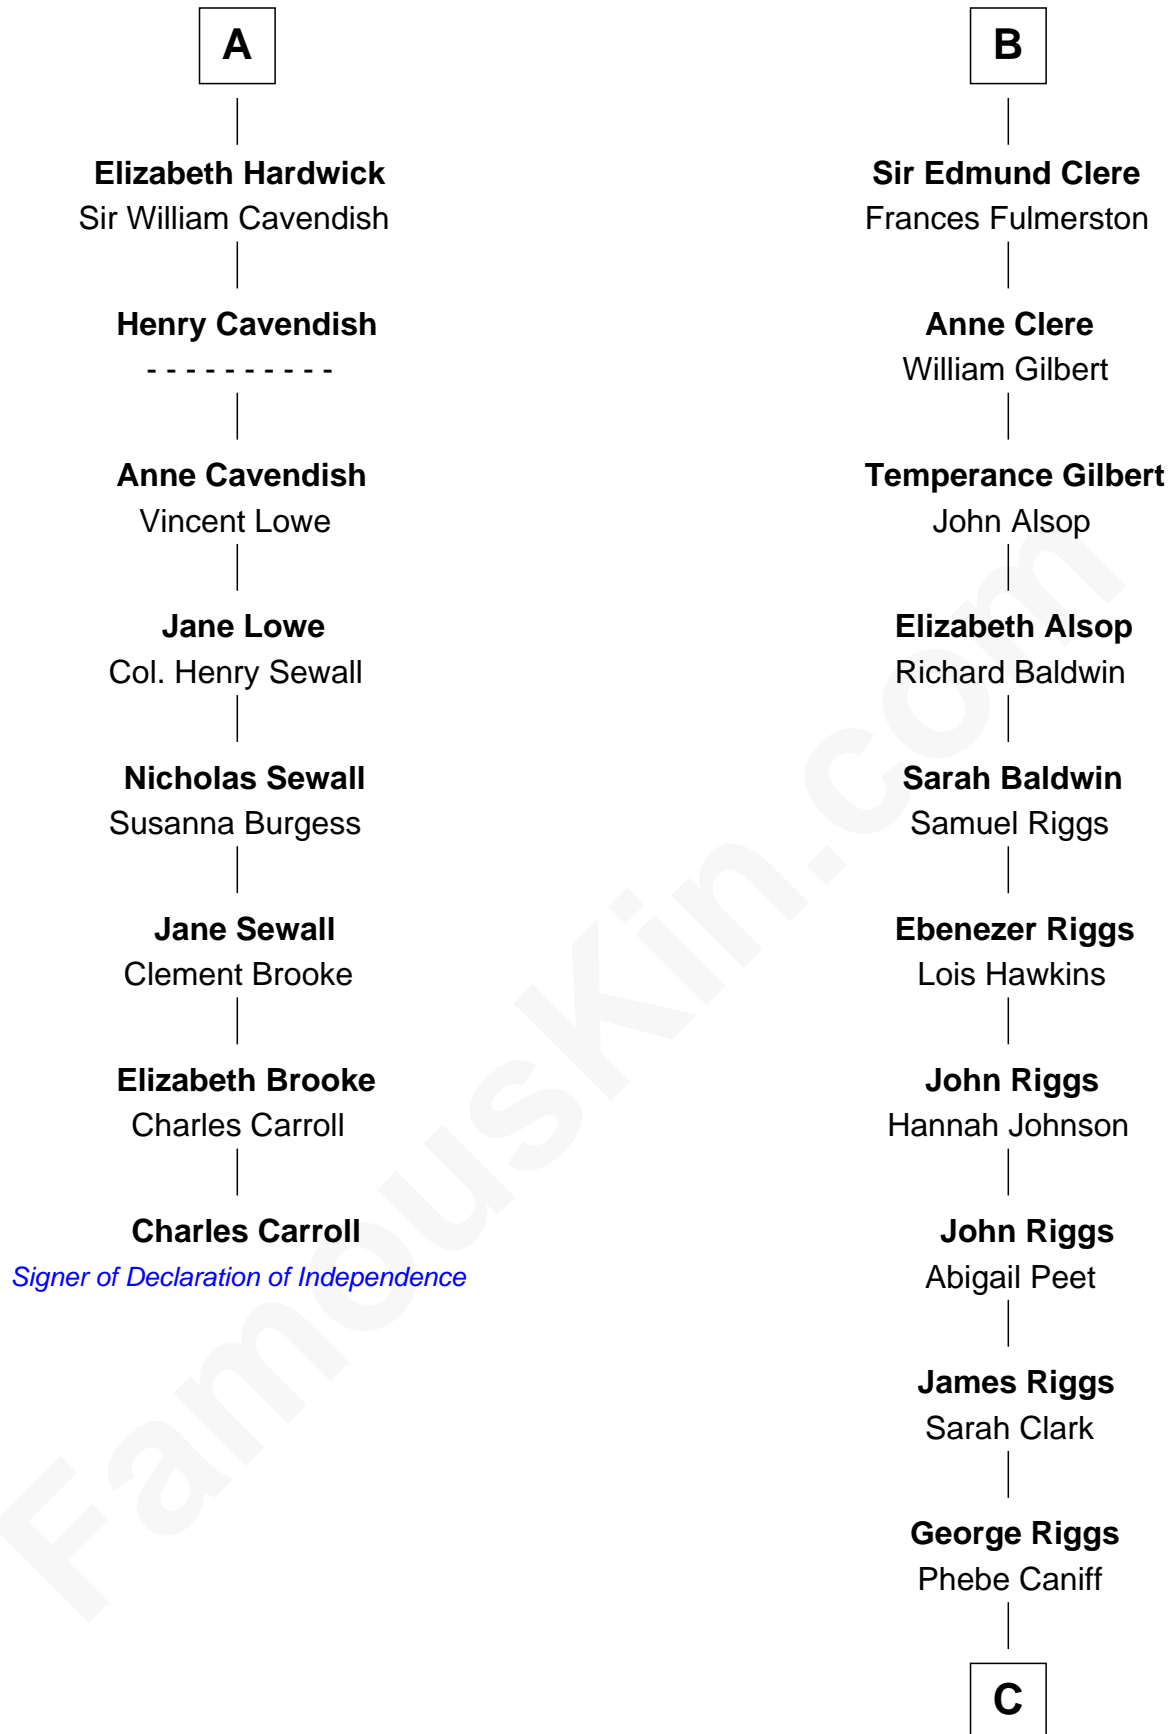 A
Elizabeth Hardwick
Sir William Cavendish
Henry Cavendish
- - - - - - - - - -
Anne Cavendish
Vincent Lowe
Jane Lowe
Col. Henry Sewall
Nicholas Sewall
Susanna Burgess
Jane Sewall
Clement Brooke
Elizabeth Brooke
Charles Carroll
Charles Carroll
Signer of Declaration of Independence
B
Sir Edmund Clere
Frances Fulmerston
Anne Clere
William Gilbert
Temperance Gilbert
John Alsop
Elizabeth Alsop
Richard Baldwin
Sarah Baldwin
Samuel Riggs
Ebenezer Riggs
Lois Hawkins
John Riggs
Hannah Johnson
John Riggs
Abigail Peet
James Riggs
Sarah Clark
George Riggs
Phebe Caniff
C
FamousKin.com